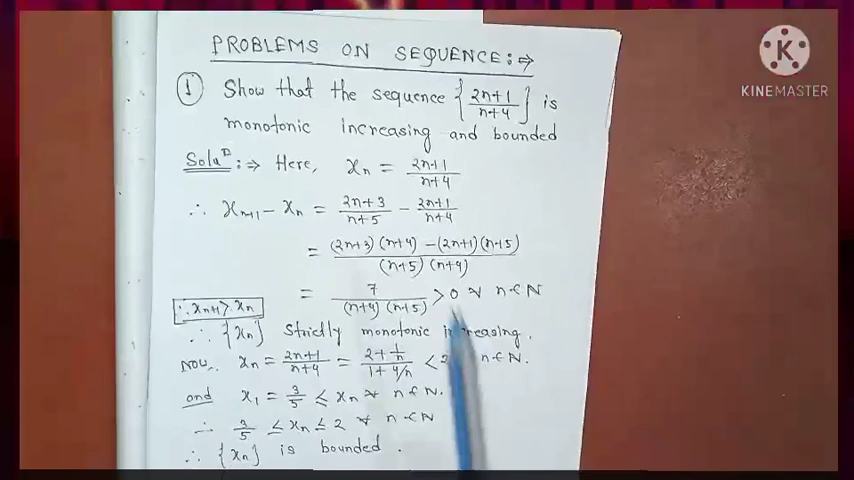 PROBLEMS ON SEQUENCE:⇒
① Show that the sequence {(2n+1)/(n+4)} is
monotonic increasing and bounded
Solnᴰ:⇒ Here, xₙ = (2n+1)/(n+4)
∴ xₙ₊₁ - xₙ = (2n+3)/(n+5) - (2n+1)/(n+4)
= ((2n+3)(n+4) - (2n+1)(n+5))/((n+5)(n+4))
= 7/((n+4)(n+5)) > 0 ∀ n∈N
∴ xₙ₊₁ > xₙ
∴ {xₙ} Strictly monotonic increasing.
Now, xₙ = (2n+1)/(n+4) = (2+1/n)/(1+4/n) < 2 n∈N.
and x₁ = 3/5 ≤ xₙ ∀ n∈N.
∴ 3/5 ≤ xₙ ≤ 2 ∀ n∈N
∴ {xₙ} is bounded.
K
KINEMASTER